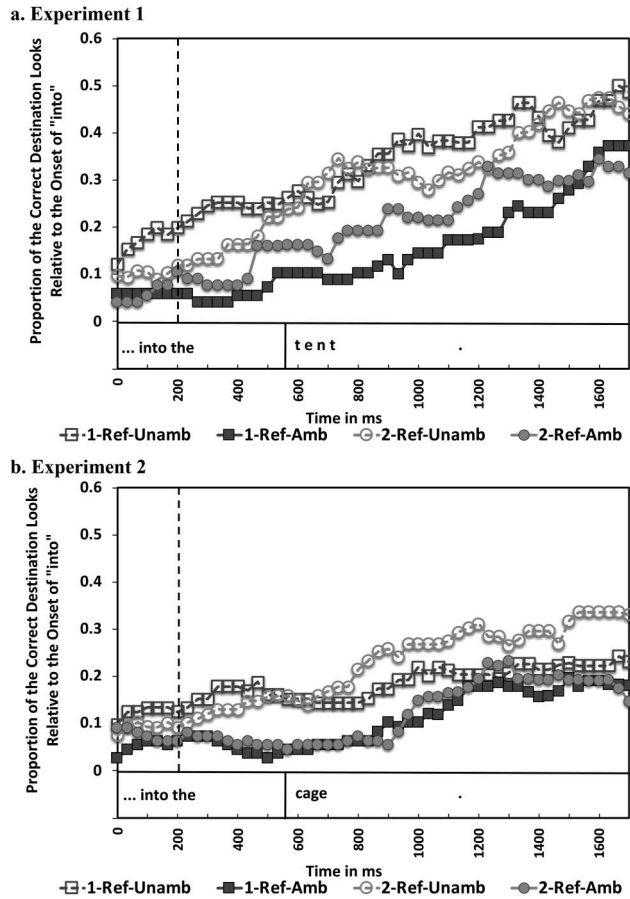 a. Experiment 1
Proportion of the Correct Destination Looks
Relative to the Onset of "into"
0.6
0.5
0.4
0.3
0.2
0.1
0
... into the
tent
.
0 200 400 600 800 1000 1200 1400 1600
Time in ms
1-Ref-Unamb 1-Ref-Amb 2-Ref-Unamb 2-Ref-Amb
b. Experiment 2
Proportion of the Correct Destination Looks
Relative to the Onset of "into"
0.6
0.5
0.4
0.3
0.2
0.1
0
... into the
cage
.
0 200 400 600 800 1000 1200 1400 1600
Time in ms
1-Ref-Unamb 1-Ref-Amb 2-Ref-Unamb 2-Ref-Amb